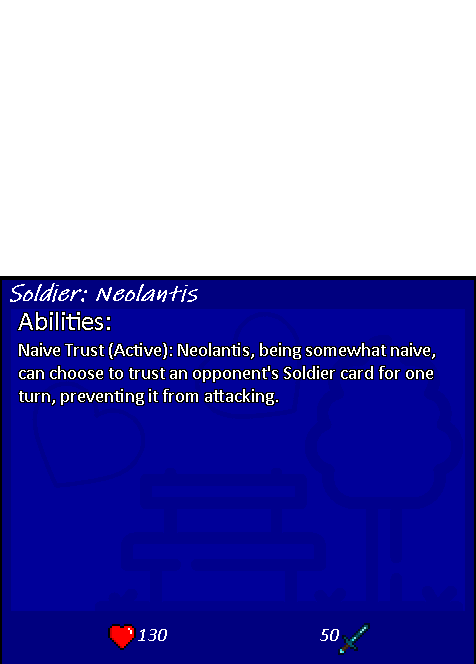 Soldier: Neolantis
Abilities:
Naive Trust (Active): Neolantis, being somewhat naive,
can choose to trust an opponent's Soldier card for one
turn, preventing it from attacking.
130 50